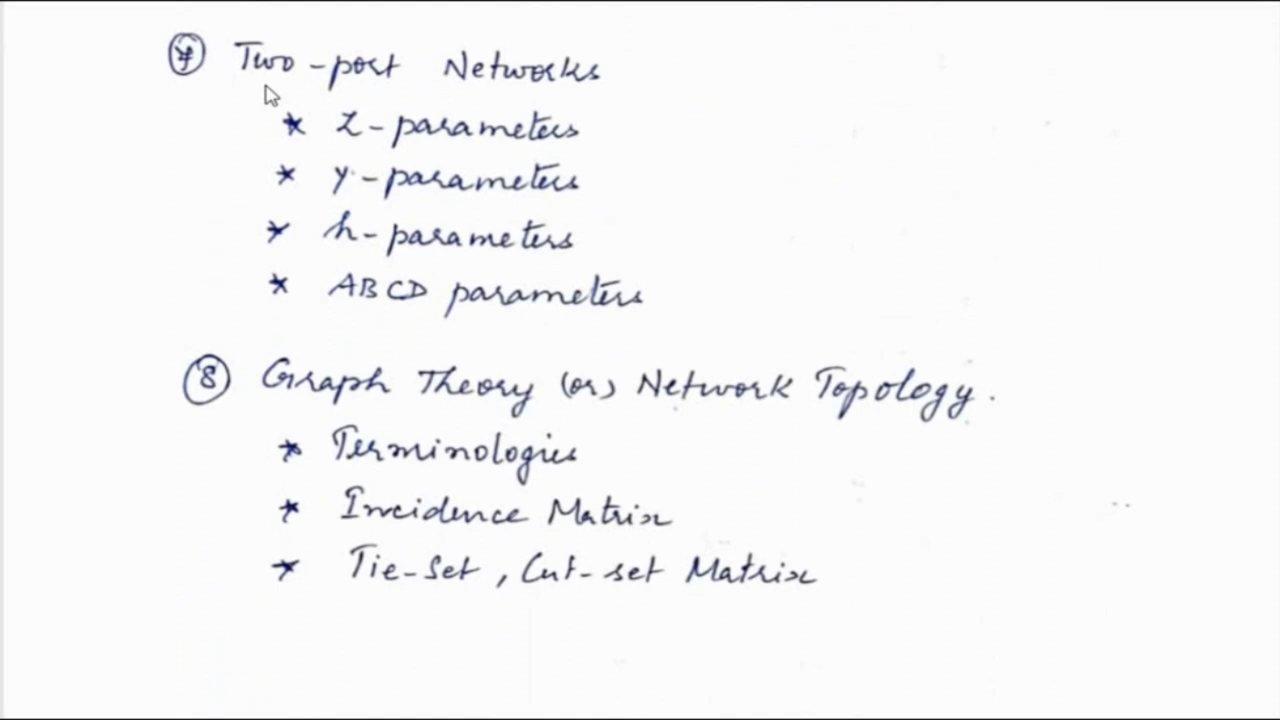 ⑦ Two-port Networks
* Z-parameters
* y-parameters
* h-parameters
* ABCD parameters
⑧ Graph Theory (or) Network Topology.
* Terminologies
* Incidence Matrix
* Tie-Set, Cut-set Matrix